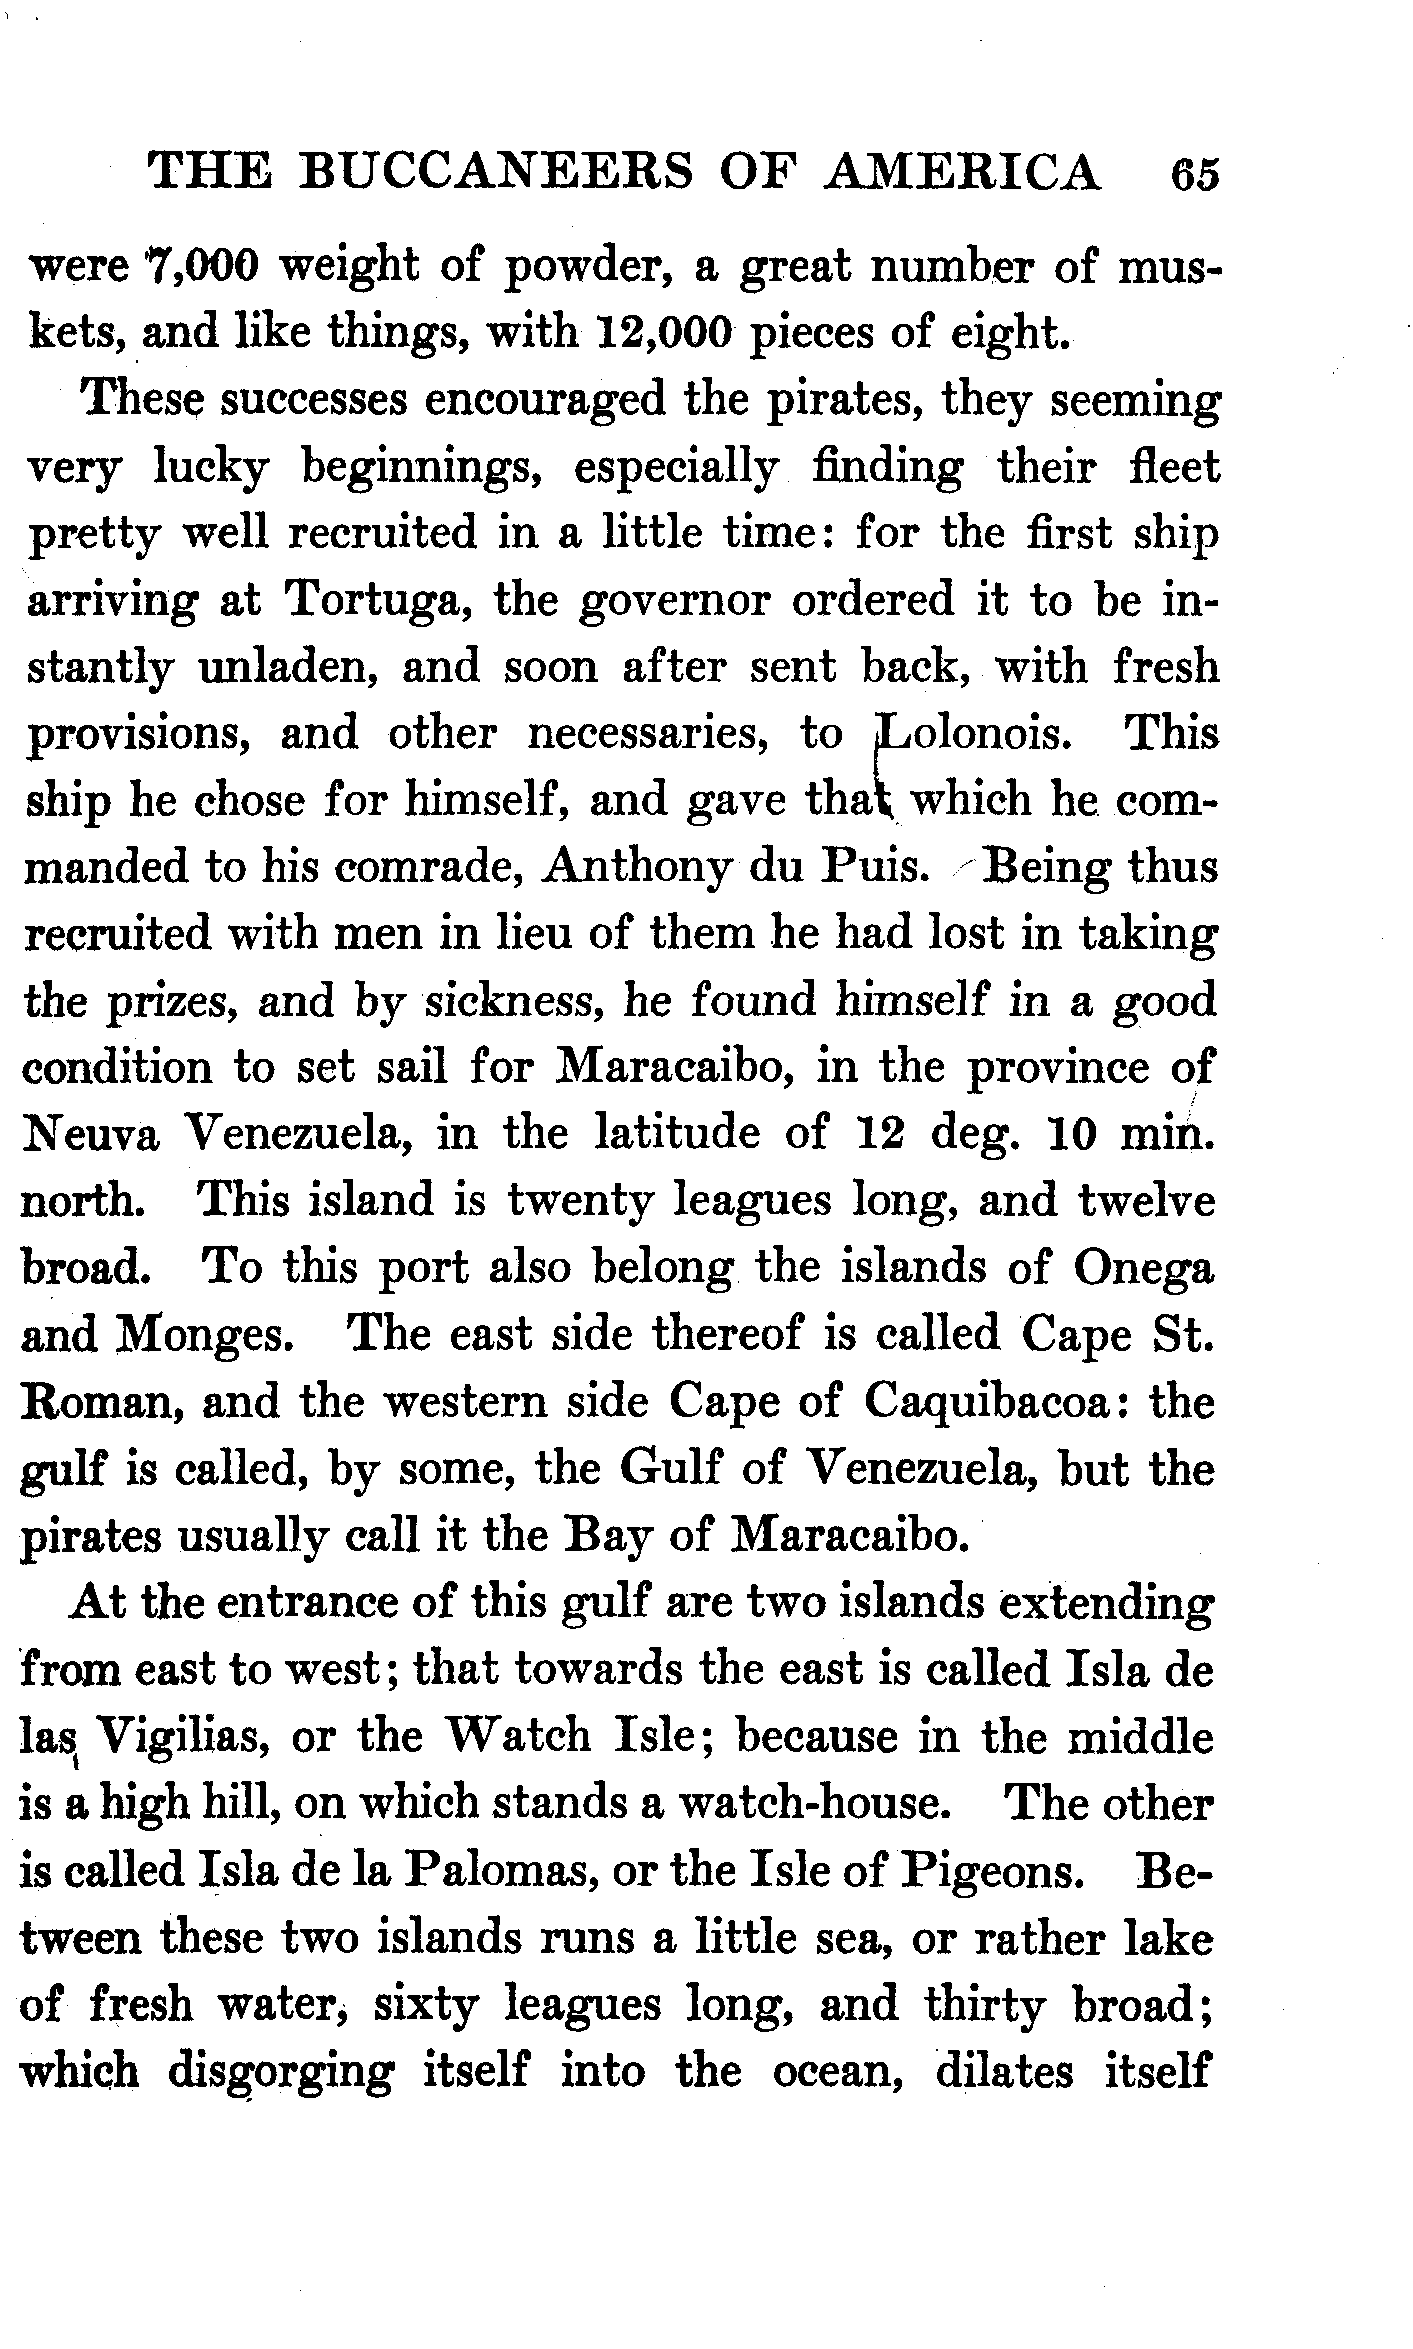 THE BUCCANEERS OF AMERICA 65
were 7,000 weight of powder, a great number of mus-
kets, and like things, with 12,000 pieces of eight.
These successes encouraged the pirates, they seeming
very lucky beginnings, especially finding their fleet
pretty well recruited in a little time: for the first ship
arriving at Tortuga, the governor ordered it to be in-
stantly unladen, and soon after sent back, with fresh
provisions, and other necessaries, to Lolonois. This
ship he chose for himself, and gave that which he com-
manded to his comrade, Anthony du Puis. Being thus
recruited with men in lieu of them he had lost in taking
the prizes, and by sickness, he found himself in a good
condition to set sail for Maracaibo, in the province of
Neuva Venezuela, in the latitude of 12 deg. 10 min.
north. This island is twenty leagues long, and twelve
broad. To this port also belong the islands of Onega
and Monges. The east side thereof is called Cape St.
Roman, and the western side Cape of Caquibacoa: the
gulf is called, by some, the Gulf of Venezuela, but the
pirates usually call it the Bay of Maracaibo.
At the entrance of this gulf are two islands extending
from east to west; that towards the east is called Isla de
las Vigilias, or the Watch Isle; because in the middle
is a high hill, on which stands a watch-house. The other
is called Isla de la Palomas, or the Isle of Pigeons. Be-
tween these two islands runs a little sea, or rather lake
of fresh water, sixty leagues long, and thirty broad;
which disgorging itself into the ocean, dilates itself